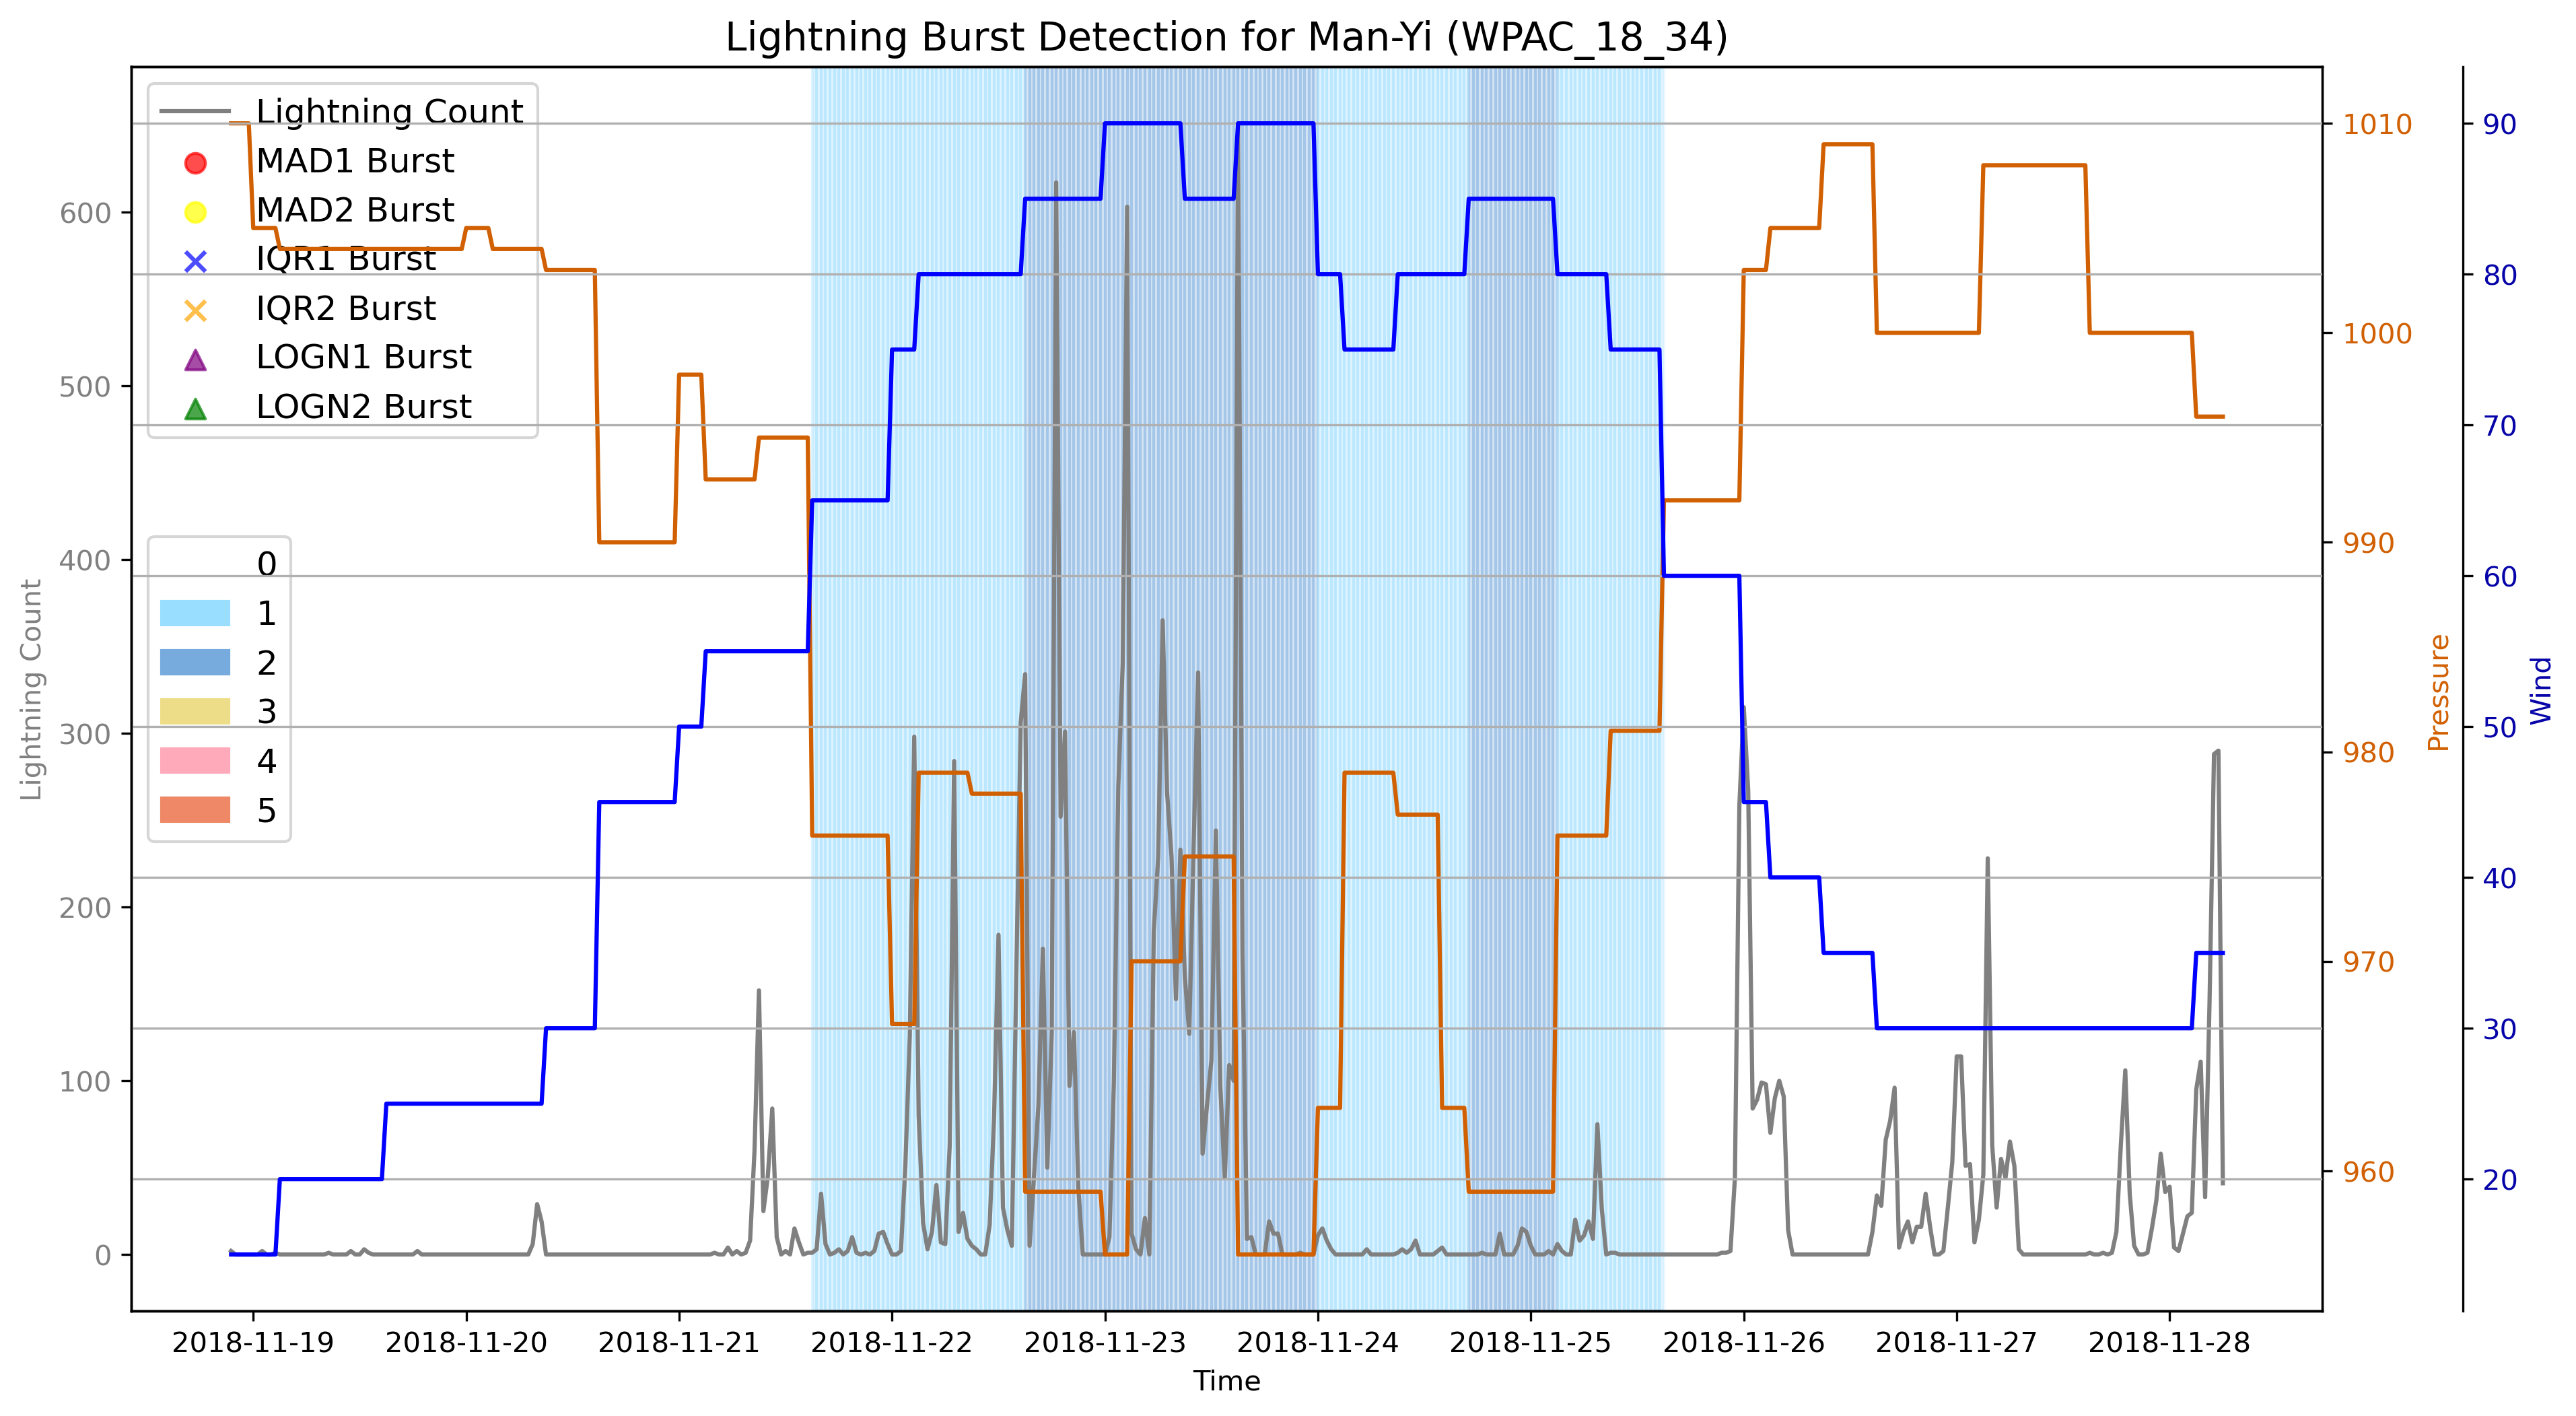 Lightning Burst Detection for Man-Yi (WPAC_18_34)
Lightning Count
MAD1 Burst
MAD2 Burst
IQR1 Burst
IQR2 Burst
LOGN1 Burst
LOGN2 Burst
0
1
2
3
4
5
Lightning Count
600
500
400
300
200
100
0
1010
1000
990
980
970
960
Pressure
90
80
70
60
50
40
30
20
Wind
2018-11-19 2018-11-20 2018-11-21 2018-11-22 2018-11-23 2018-11-24 2018-11-25 2018-11-26 2018-11-27 2018-11-28
Time